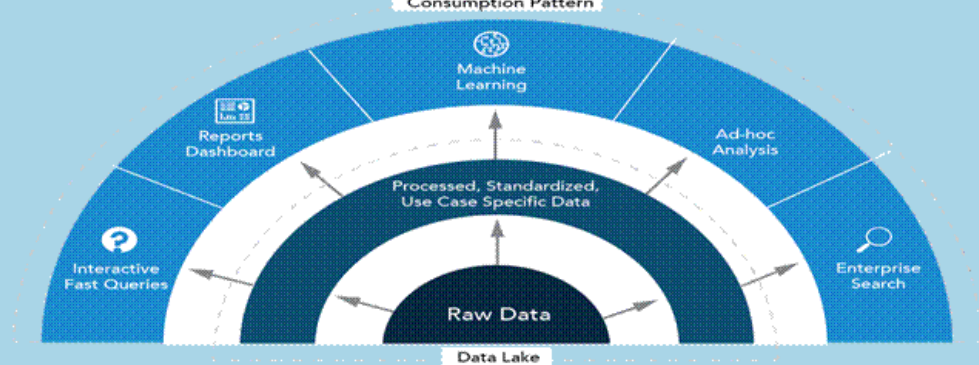 Consumption Pattern
Machine
Learning
Reports
Dashboard
Ad-hoc
Analysis
Processed, Standardized,
Use Case Specific Data
Interactive
Fast Queries
Enterprise
Search
Raw Data
Data Lake